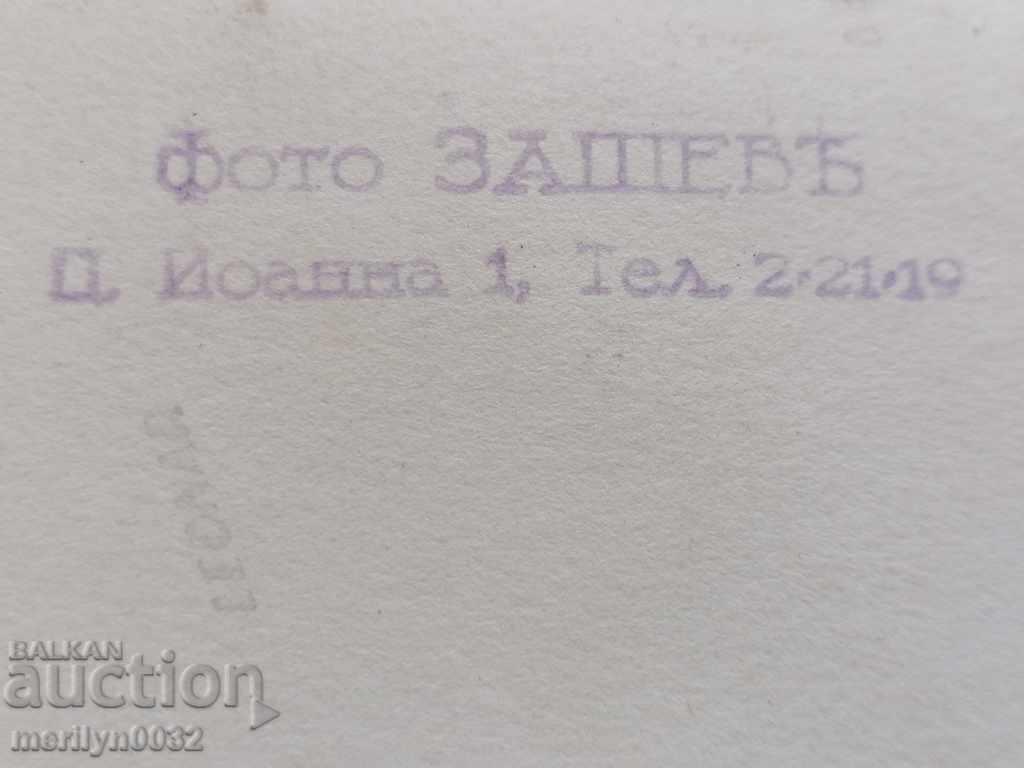 Фото ЗАШЕВЪ
Ц. Иоанна 1, Тел. 2·21·19
BALKAN
auction
merilyn0032